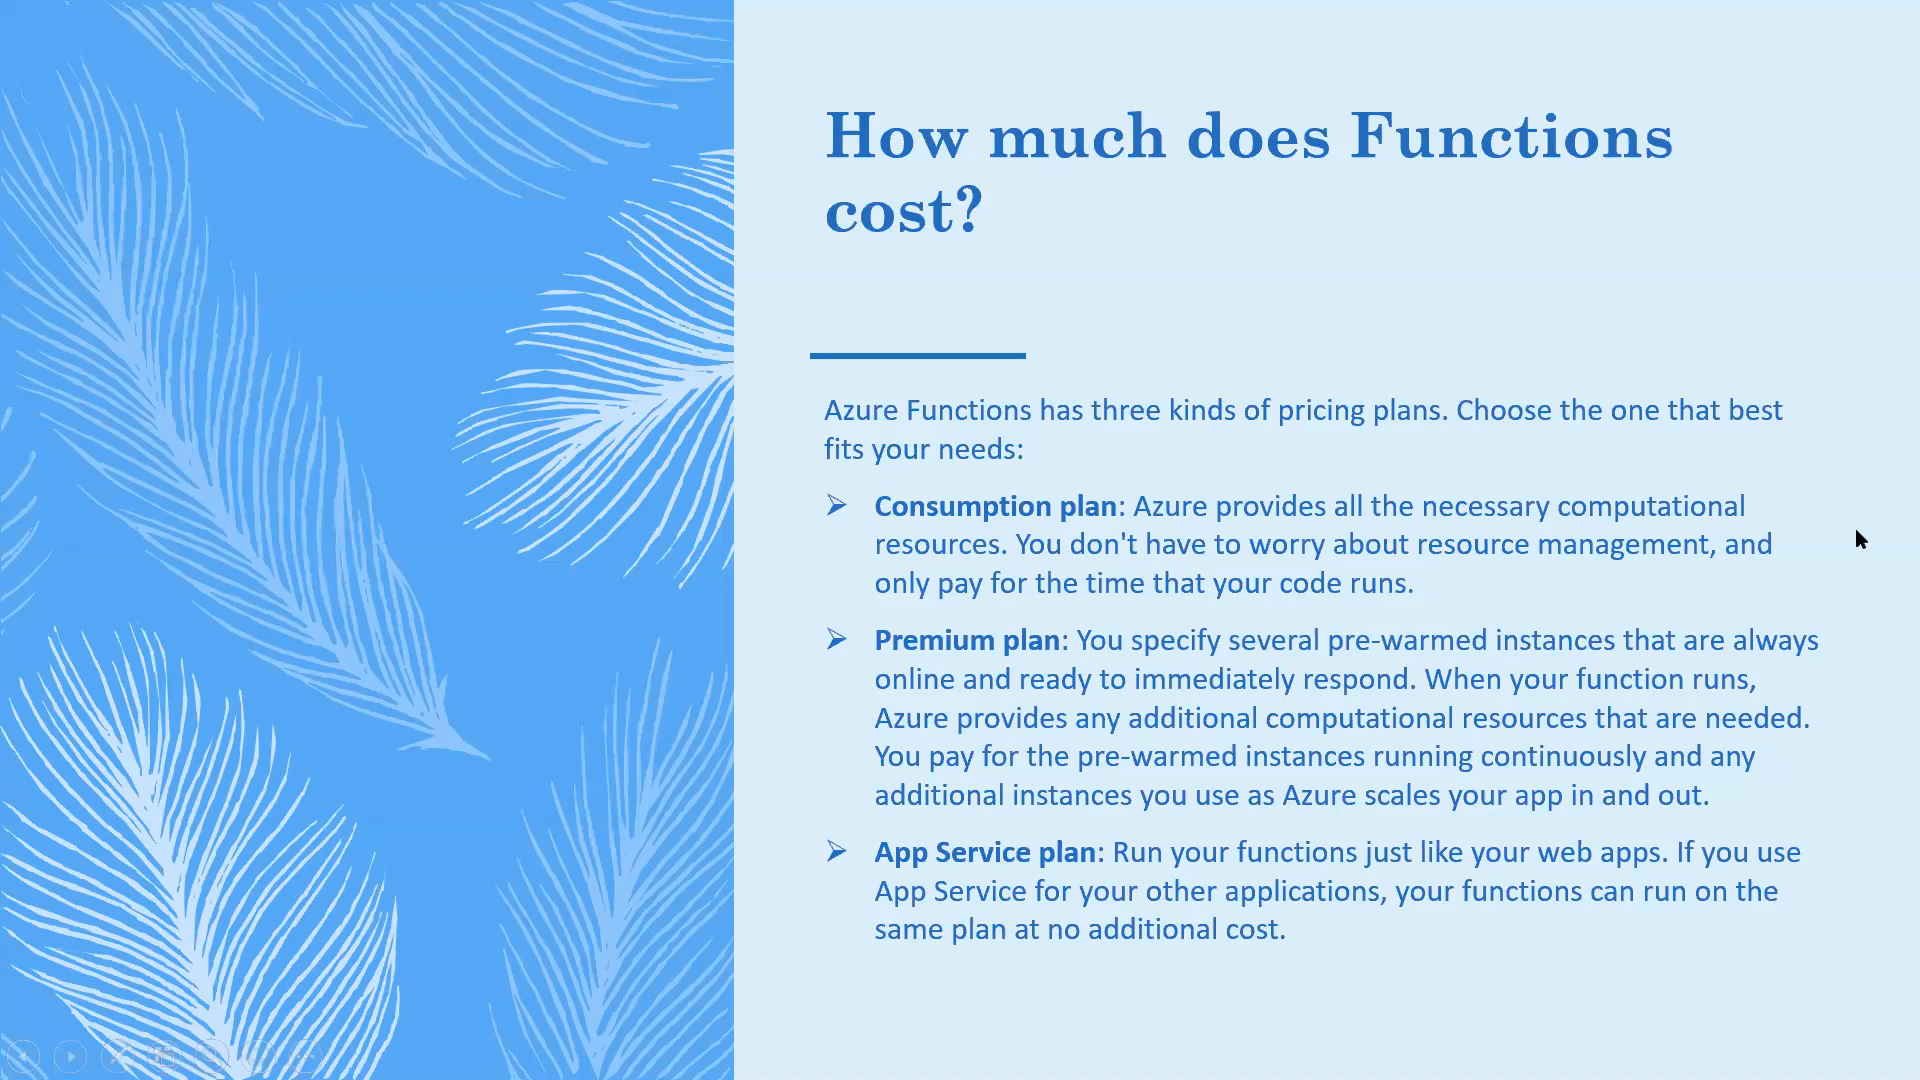 How much does Functions
cost?
Azure Functions has three kinds of pricing plans. Choose the one that best
fits your needs:
Consumption plan: Azure provides all the necessary computational
resources. You don't have to worry about resource management, and
only pay for the time that your code runs.
Premium plan: You specify several pre-warmed instances that are always
online and ready to immediately respond. When your function runs,
Azure provides any additional computational resources that are needed.
You pay for the pre-warmed instances running continuously and any
additional instances you use as Azure scales your app in and out.
App Service plan: Run your functions just like your web apps. If you use
App Service for your other applications, your functions can run on the
same plan at no additional cost.